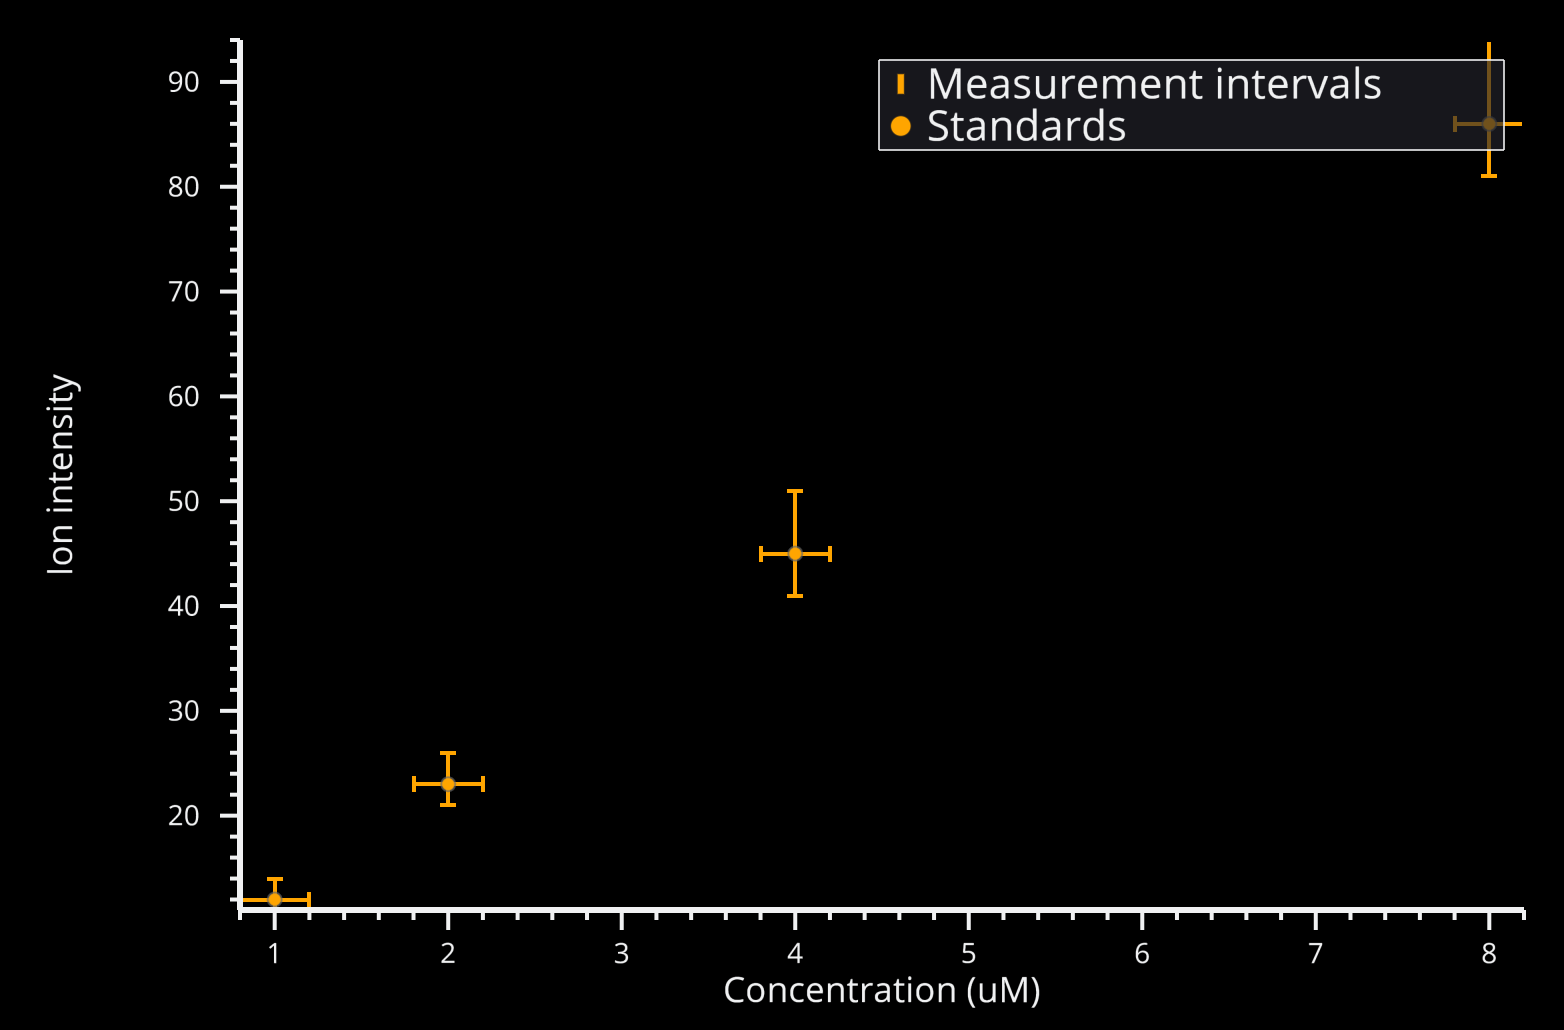 Measurement intervals
Standards
90
80
70
60
50
40
30
20
Ion intensity
1 2 3 4 5 6 7 8
Concentration (uM)